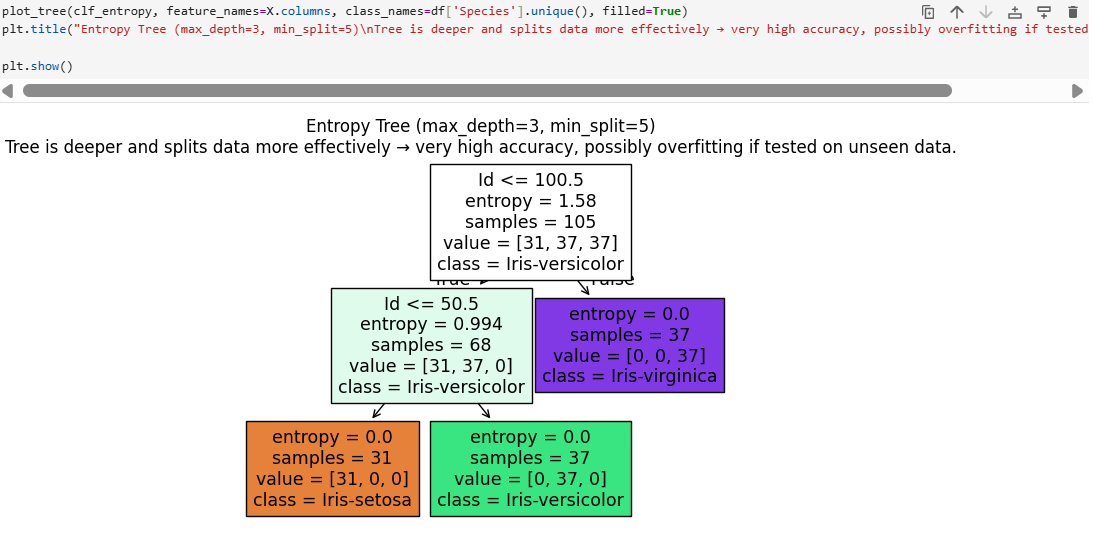 plot_tree(clf_entropy, feature_names=X.columns, class_names=df['Species'].unique(), filled=True)
plt.title("Entropy Tree (max_depth=3, min_split=5)\nTree is deeper and splits data more effectively → very high accuracy, possibly overfitting if tested
plt.show()
Entropy Tree (max_depth=3, min_split=5)
Tree is deeper and splits data more effectively → very high accuracy, possibly overfitting if tested on unseen data.
Id <= 100.5
entropy = 1.58
samples = 105
value = [31, 37, 37]
class = Iris-versicolor
True
False
Id <= 50.5
entropy = 0.994
samples = 68
value = [31, 37, 0]
class = Iris-versicolor
entropy = 0.0
samples = 37
value = [0, 0, 37]
class = Iris-virginica
entropy = 0.0
samples = 31
value = [31, 0, 0]
class = Iris-setosa
entropy = 0.0
samples = 37
value = [0, 37, 0]
class = Iris-versicolor